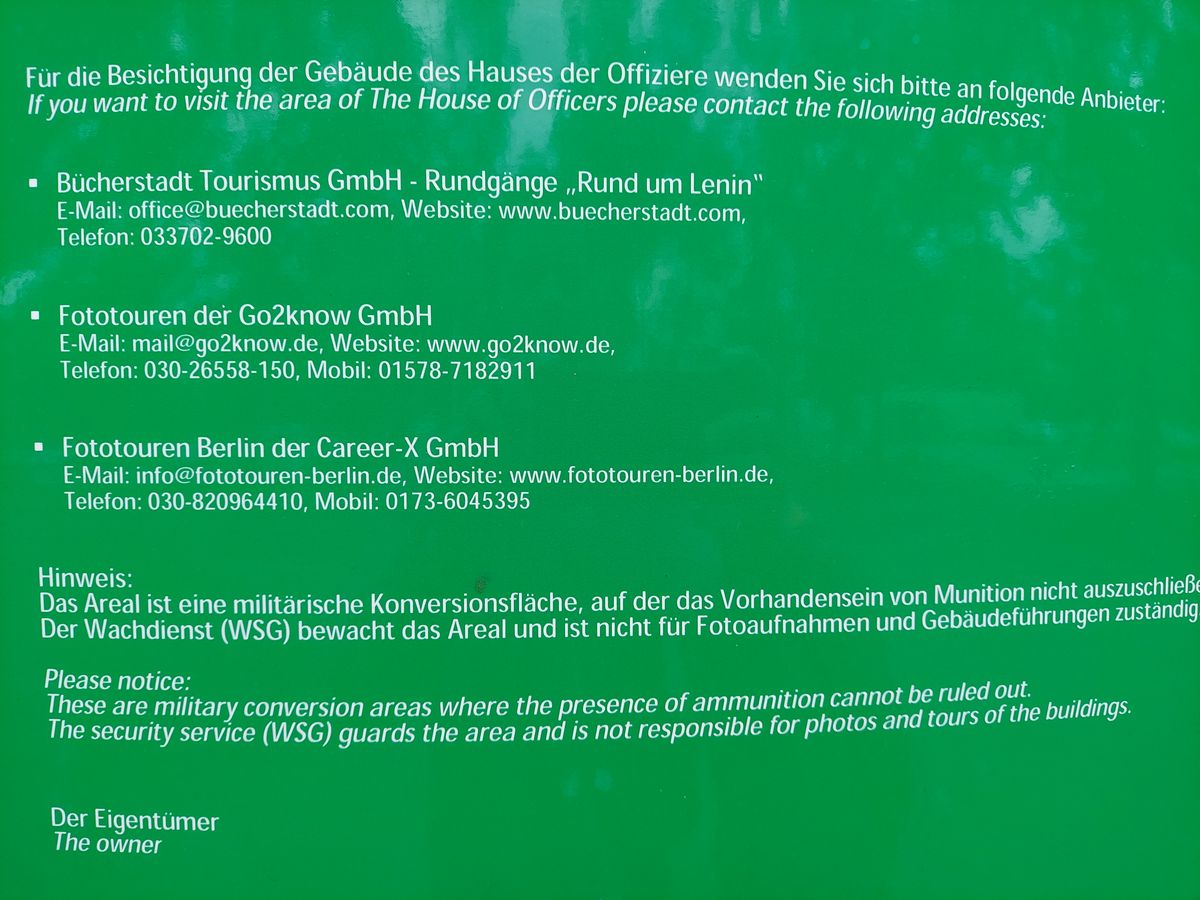 Für die Besichtigung der Gebäude des Hauses der Offiziere wenden Sie sich bitte an folgende Anbieter:
If you want to visit the area of The House of Officers please contact the following addresses:
▪ Bücherstadt Tourismus GmbH - Rundgänge „Rund um Lenin“
E-Mail: office@buecherstadt.com, Website: www.buecherstadt.com,
Telefon: 033702-9600
▪ Fototouren der Go2know GmbH
E-Mail: mail@go2know.de, Website: www.go2know.de,
Telefon: 030-26558-150, Mobil: 01578-7182911
▪ Fototouren Berlin der Career-X GmbH
E-Mail: info@fototouren-berlin.de, Website: www.fototouren-berlin.de,
Telefon: 030-820964410, Mobil: 0173-6045395
Hinweis:
Das Areal ist eine militärische Konversionsfläche, auf der das Vorhandensein von Munition nicht auszuschließe
Der Wachdienst (WSG) bewacht das Areal und ist nicht für Fotoaufnahmen und Gebäudeführungen zuständig.
Please notice:
These are military conversion areas where the presence of ammunition cannot be ruled out.
The security service (WSG) guards the area and is not responsible for photos and tours of the buildings.
Der Eigentümer
The owner